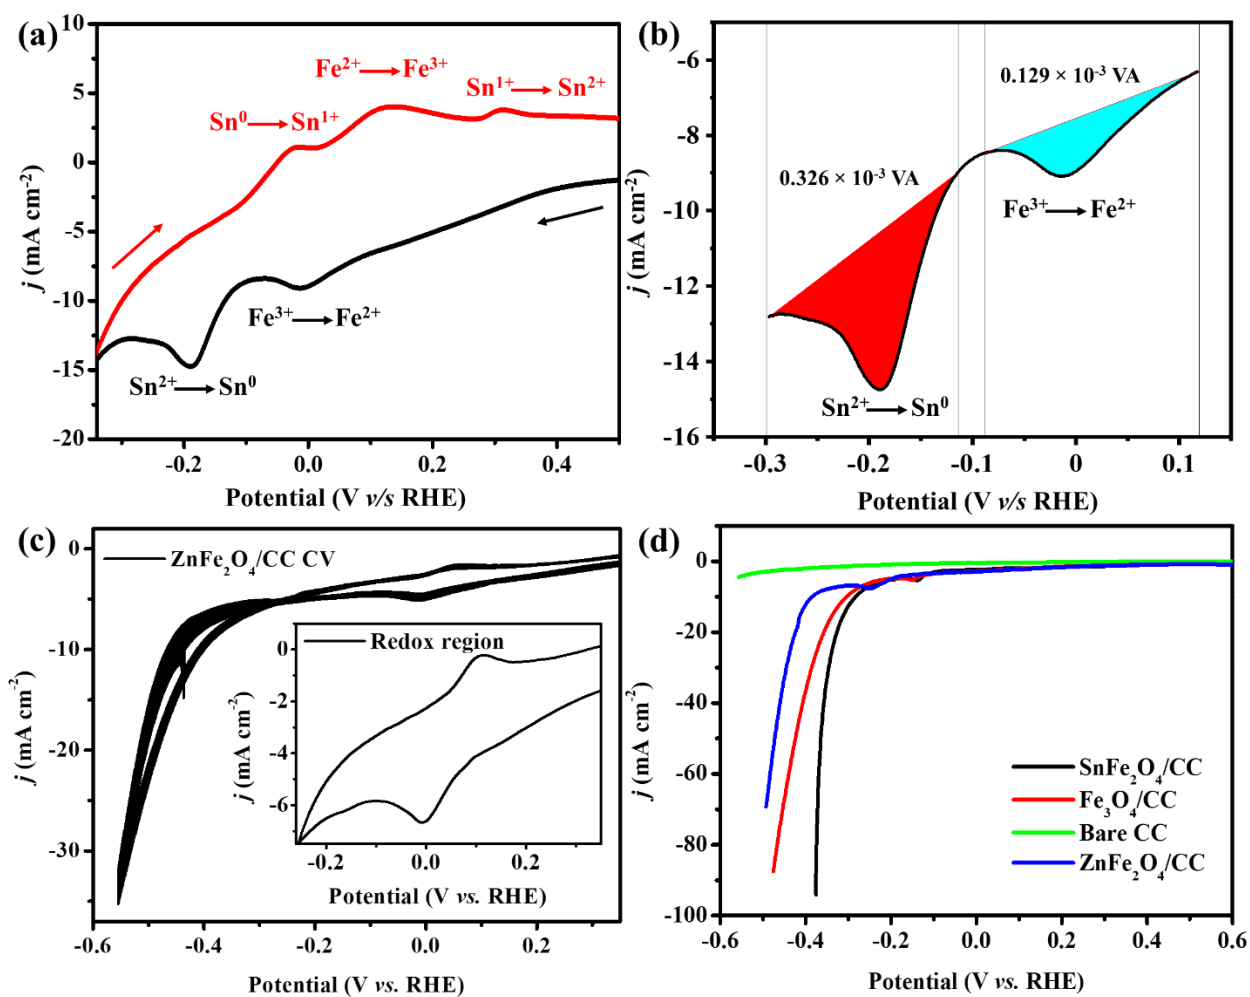 (a)
10
5
0
-5
-10
-15
-20
j (mA cm⁻²)
Fe²⁺→Fe³⁺
Sn¹⁺→Sn²⁺
Sn⁰→Sn¹⁺
Fe³⁺→Fe²⁺
Sn²⁺→Sn⁰
-0.2 0.0 0.2 0.4
Potential (V v/s RHE)
(b)
-6
-8
-10
-12
-14
-16
j (mA cm⁻²)
0.129 × 10⁻³ VA
0.326 × 10⁻³ VA
Fe³⁺→Fe²⁺
Sn²⁺→Sn⁰
-0.3 -0.2 -0.1 0 0.1
Potential (V v/s RHE)
(c)
0
-10
-20
-30
j (mA cm⁻²)
ZnFe₂O₄/CC CV
Redox region
0
-2
-4
-6
j (mA cm⁻²)
-0.2 0.0 0.2
Potential (V vs. RHE)
-0.6 -0.4 -0.2 0.0 0.2
Potential (V vs. RHE)
(d)
0
-20
-40
-60
-80
-100
j (mA cm⁻²)
SnFe₂O₄/CC
Fe₃O₄/CC
Bare CC
ZnFe₂O₄/CC
-0.6 -0.4 -0.2 0.0 0.2 0.4 0.6
Potential (V vs. RHE)